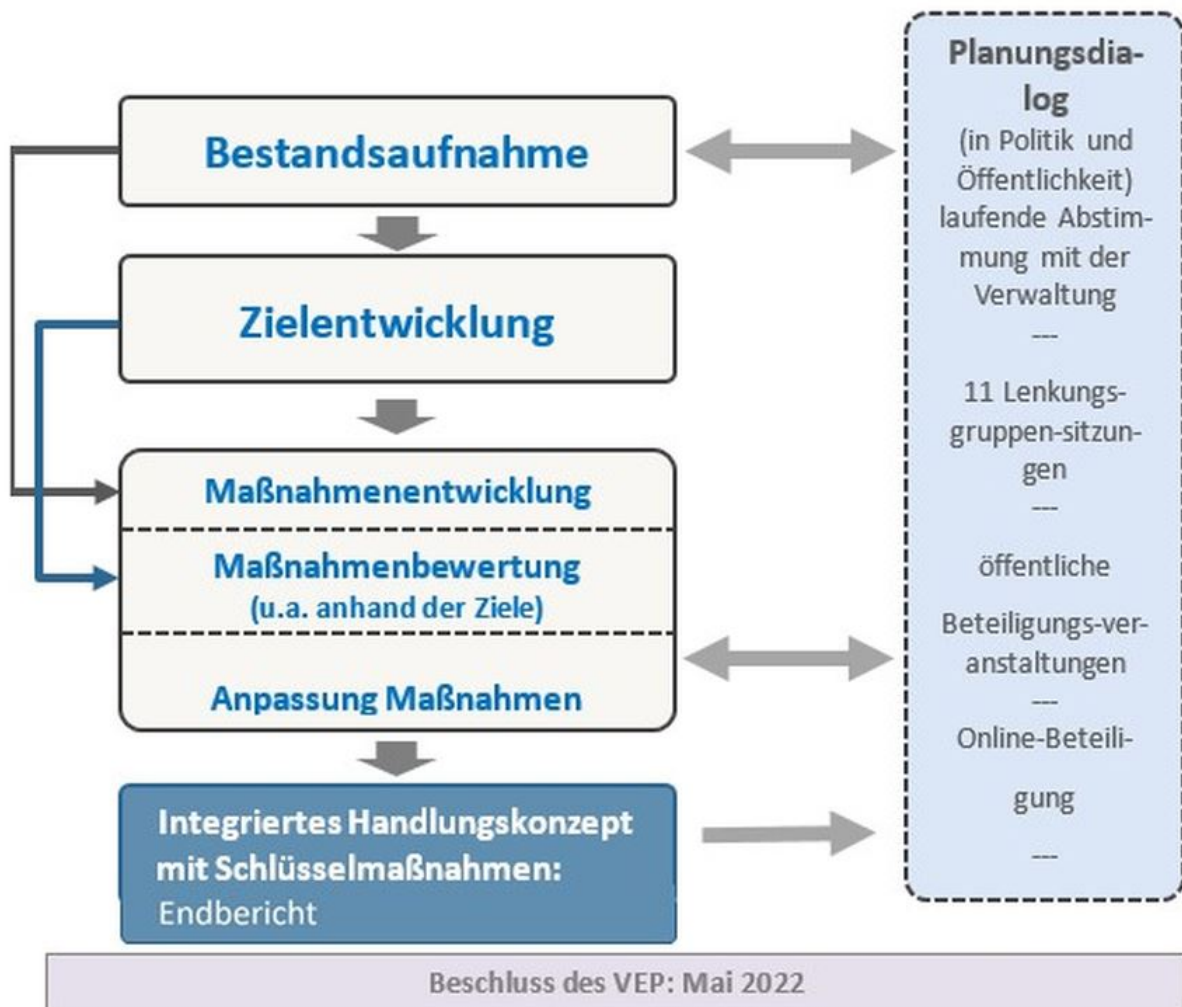 Bestandsaufnahme
Zielentwicklung
Maßnahmenentwicklung
Maßnahmenbewertung
(u.a. anhand der Ziele)
Anpassung Maßnahmen
Integriertes Handlungskonzept
mit Schlüsselmaßnahmen:
Endbericht
Planungsdia-
log
(in Politik und
Öffentlichkeit)
laufende Abstim-
mung mit der
Verwaltung
---
11 Lenkungs-
gruppen-sitzun-
gen
---
öffentliche
Beteiligungs-ver-
anstaltungen
---
Online-Beteili-
gung
---
Beschluss des VEP: Mai 2022